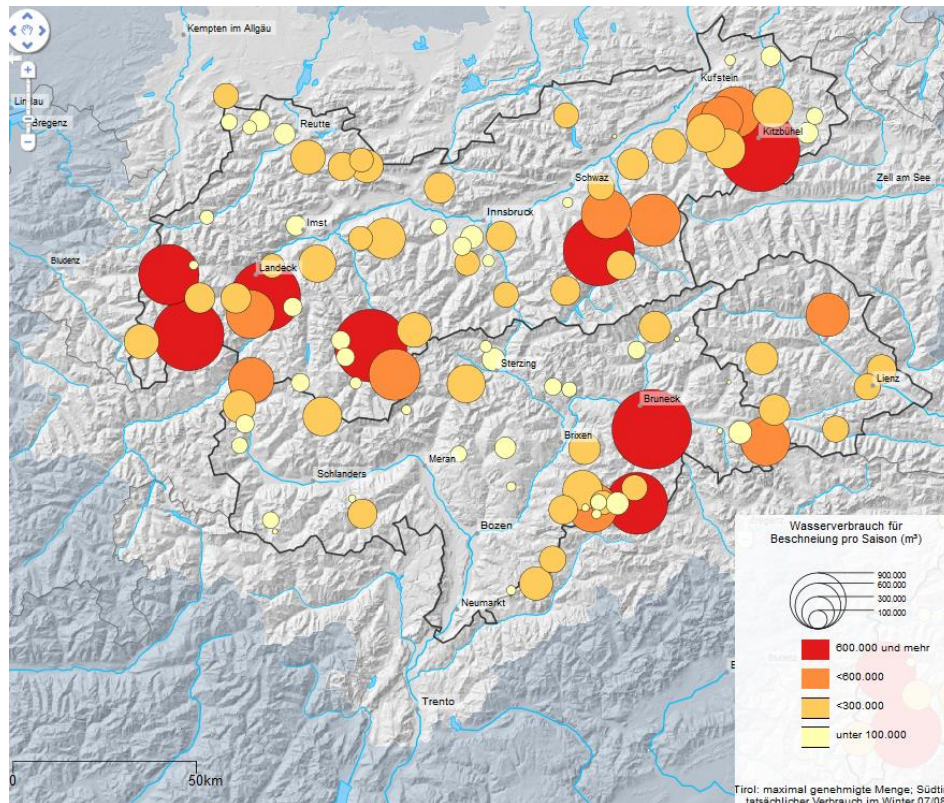 Kempten im Allgäu
Kufstein
Lindau
Bregenz
Reutte
Kitzbühel
Schwaz
Zell am See
Innsbruck
Imst
Bludenz
Landeck
Sterzing
Lienz
Bruneck
Brixen
Meran
Schlanders
Bozen
Neumarkt
Trento
Wasserverbrauch für
Beschneiung pro Saison (m³)
900.000
600.000
300.000
100.000
600.000 und mehr
<600.000
<300.000
unter 100.000
0
50km
Tirol: maximal genehmigte Menge; Südti
tatsächlicher Verbrauch im Winter 07/08